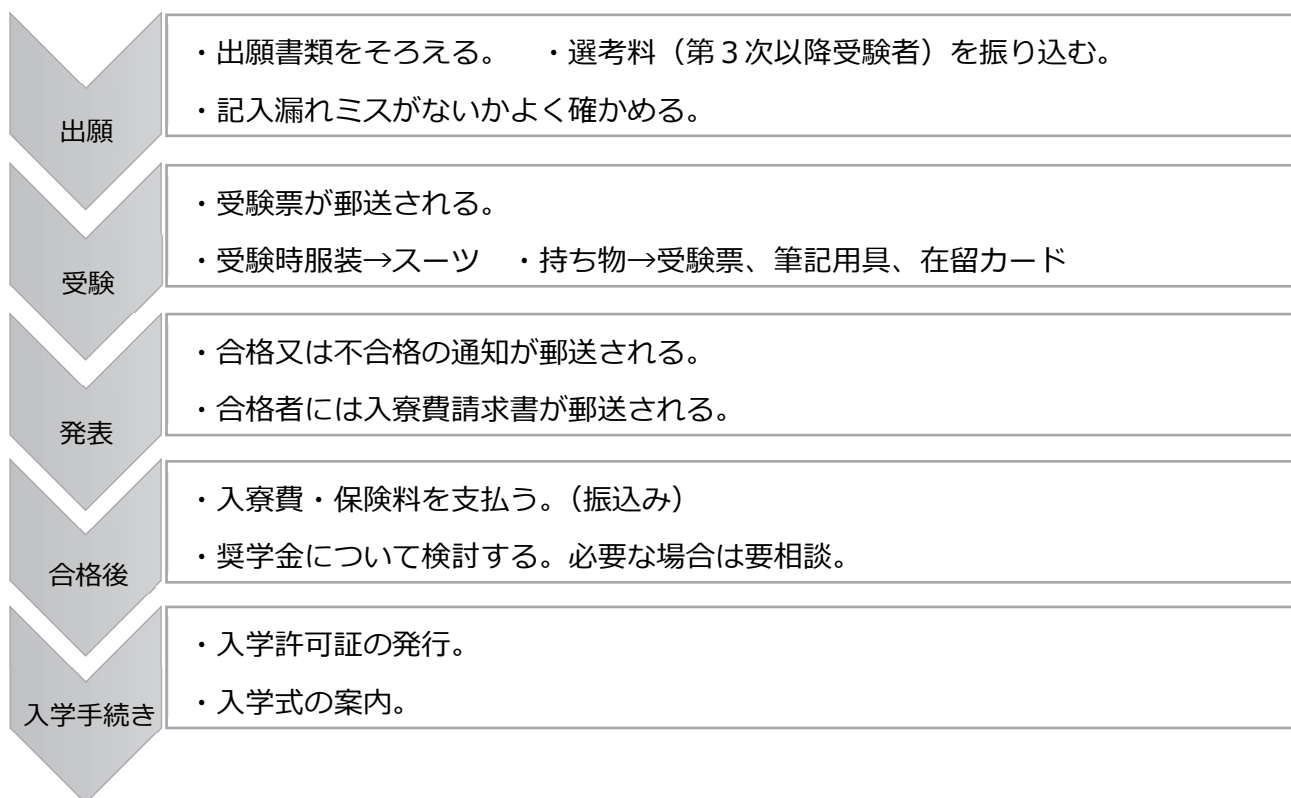 出願
・出願書類をそろえる。　・選考料（第３次以降受験者）を振り込む。
・記入漏れミスがないかよく確かめる。
受験
・受験票が郵送される。
・受験時服装→スーツ　・持ち物→受験票、筆記用具、在留カード
発表
・合格又は不合格の通知が郵送される。
・合格者には入寮費請求書が郵送される。
合格後
・入寮費・保険料を支払う。（振込み）
・奨学金について検討する。必要な場合は要相談。
入学手続き
・入学許可証の発行。
・入学式の案内。